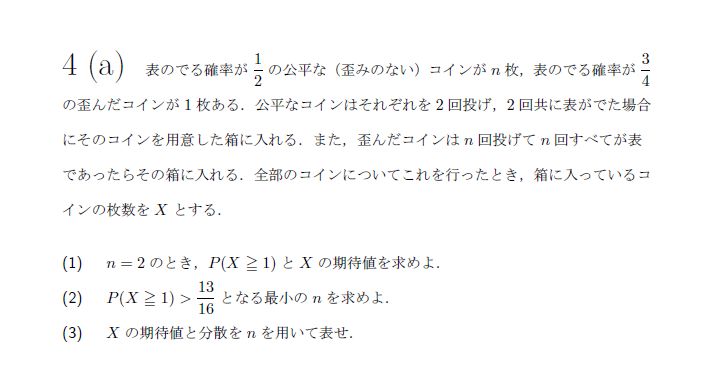 4 (a) 表のでる確率が 1/2 の公平な（歪みのない）コインが n 枚，表のでる確率が 3/4
の歪んだコインが 1 枚ある．公平なコインはそれぞれを 2 回投げ，2 回共に表がでた場合
にそのコインを用意した箱に入れる．また，歪んだコインは n 回投げて n 回すべてが表
であったらその箱に入れる．全部のコインについてこれを行ったとき，箱に入っているコ
インの枚数を X とする．
(1) n = 2 のとき，P(X ≧ 1) と X の期待値を求めよ．
(2) P(X ≧ 1) > 13/16 となる最小の n を求めよ．
(3) X の期待値と分散を n を用いて表せ．